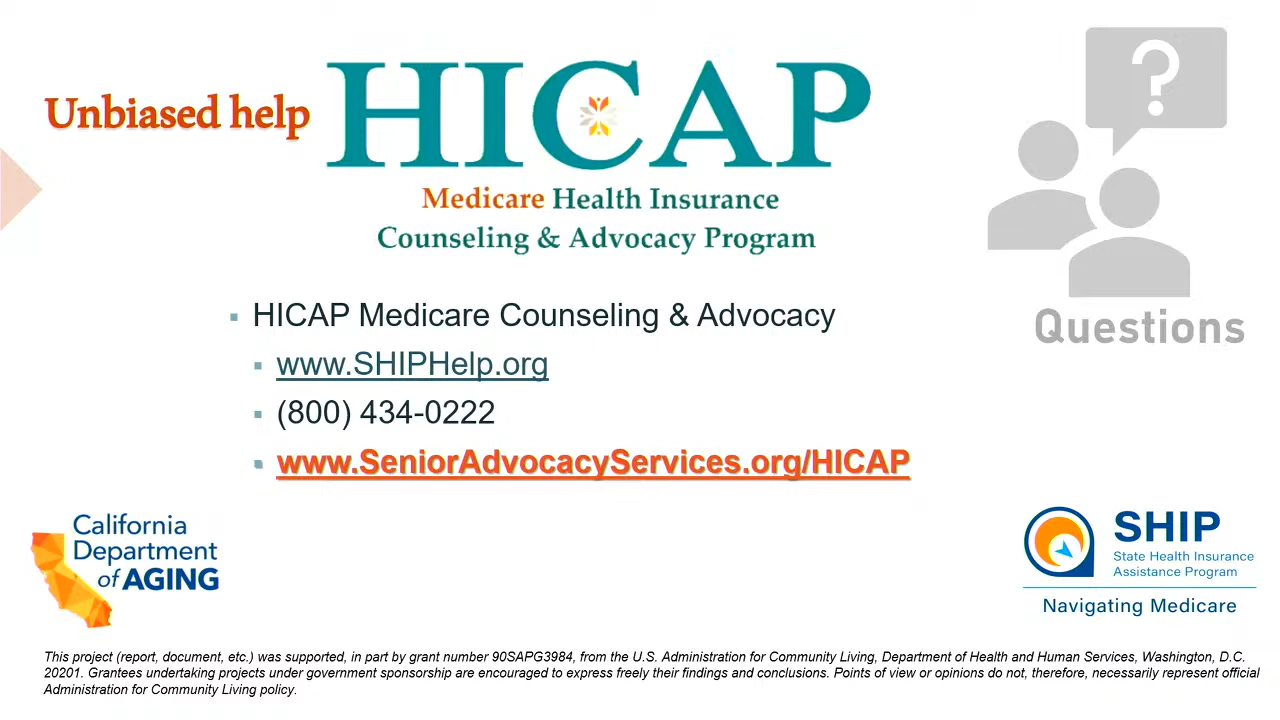 Unbiased help
HICAP
Medicare Health Insurance
Counseling & Advocacy Program
?
Questions
HICAP Medicare Counseling & Advocacy
www.SHIPHelp.org
(800) 434-0222
www.SeniorAdvocacyServices.org/HICAP
California
Department
of AGING
SHIP
State Health Insurance
Assistance Program
Navigating Medicare
This project (report, document, etc.) was supported, in part by grant number 90SAPG3984, from the U.S. Administration for Community Living, Department of Health and Human Services, Washington, D.C.
20201. Grantees undertaking projects under government sponsorship are encouraged to express freely their findings and conclusions. Points of view or opinions do not, therefore, necessarily represent official
Administration for Community Living policy.